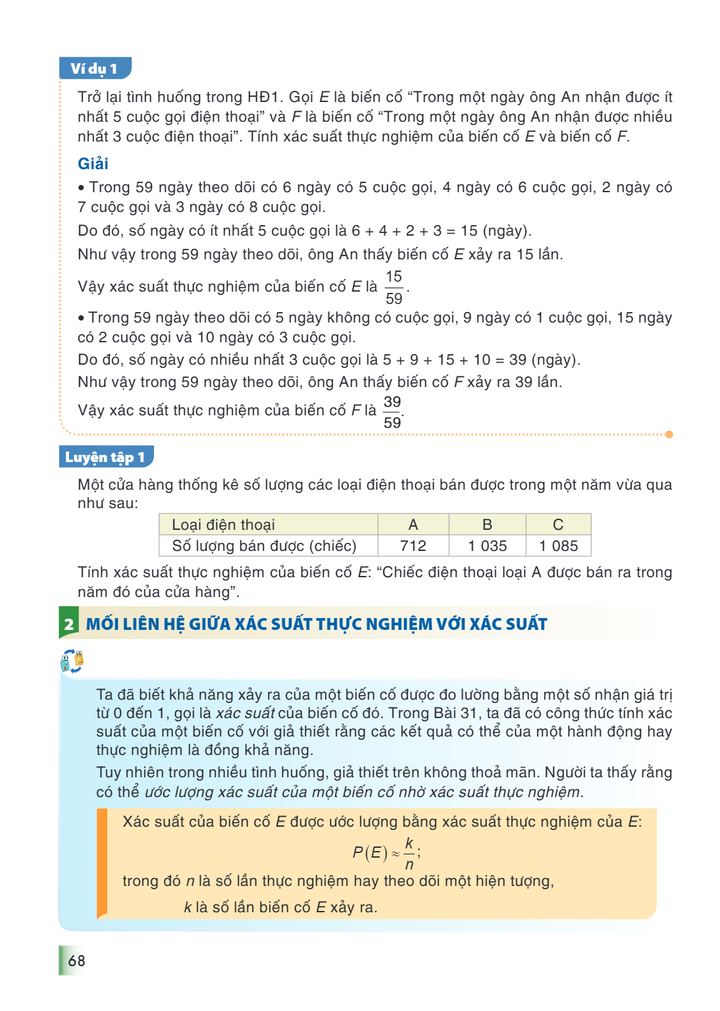 Ví dụ 1
Trở lại tình huống trong HĐ1. Gọi E là biến cố “Trong một ngày ông An nhận được ít
nhất 5 cuộc gọi điện thoại” và F là biến cố “Trong một ngày ông An nhận được nhiều
nhất 3 cuộc điện thoại”. Tính xác suất thực nghiệm của biến cố E và biến cố F.
Giải
• Trong 59 ngày theo dõi có 6 ngày có 5 cuộc gọi, 4 ngày có 6 cuộc gọi, 2 ngày có
7 cuộc gọi và 3 ngày có 8 cuộc gọi.
Do đó, số ngày có ít nhất 5 cuộc gọi là 6 + 4 + 2 + 3 = 15 (ngày).
Như vậy trong 59 ngày theo dõi, ông An thấy biến cố E xảy ra 15 lần.
Vậy xác suất thực nghiệm của biến cố E là 15/59.
• Trong 59 ngày theo dõi có 5 ngày không có cuộc gọi, 9 ngày có 1 cuộc gọi, 15 ngày
có 2 cuộc gọi và 10 ngày có 3 cuộc gọi.
Do đó, số ngày có nhiều nhất 3 cuộc gọi là 5 + 9 + 15 + 10 = 39 (ngày).
Như vậy trong 59 ngày theo dõi, ông An thấy biến cố F xảy ra 39 lần.
Vậy xác suất thực nghiệm của biến cố F là 39/59.
Luyện tập 1
Một cửa hàng thống kê số lượng các loại điện thoại bán được trong một năm vừa qua
như sau:
Loại điện thoại A B C
Số lượng bán được (chiếc) 712 1 035 1 085
Tính xác suất thực nghiệm của biến cố E: “Chiếc điện thoại loại A được bán ra trong
năm đó của cửa hàng”.
2 MỐI LIÊN HỆ GIỮA XÁC SUẤT THỰC NGHIỆM VỚI XÁC SUẤT
Ta đã biết khả năng xảy ra của một biến cố được đo lường bằng một số nhận giá trị
từ 0 đến 1, gọi là xác suất của biến cố đó. Trong Bài 31, ta đã có công thức tính xác
suất của một biến cố với giả thiết rằng các kết quả có thể của một hành động hay
thực nghiệm là đồng khả năng.
Tuy nhiên trong nhiều tình huống, giả thiết trên không thoả mãn. Người ta thấy rằng
có thể ước lượng xác suất của một biến cố nhờ xác suất thực nghiệm.
Xác suất của biến cố E được ước lượng bằng xác suất thực nghiệm của E:
P(E) ≈ k/n;
trong đó n là số lần thực nghiệm hay theo dõi một hiện tượng,
k là số lần biến cố E xảy ra.
68